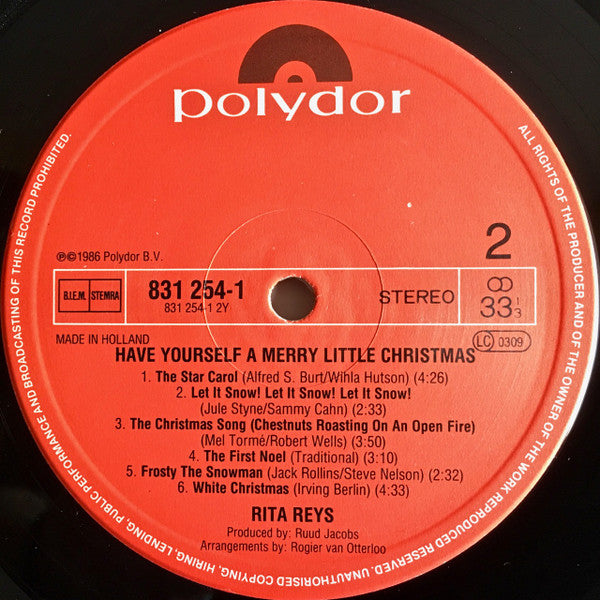 polydor
ALL RIGHTS OF THE PRODUCER AND OF THE OWNER OF THE WORK REPRODUCED RESERVED. UNAUTHORISED COPYING, HIRING, LENDING, PUBLIC PERFORMANCE AND BROADCASTING OF THIS RECORD PROHIBITED.
℗©1986 Polydor B.V.
2
B.I.E.M. STEMRA
831 254-1
831 254-1 2Y
STEREO
33 1/3
MADE IN HOLLAND
LC 0309
HAVE YOURSELF A MERRY LITTLE CHRISTMAS
1. The Star Carol (Alfred S. Burt/Wihla Hutson) (4:26)
2. Let It Snow! Let It Snow! Let It Snow!
(Jule Styne/Sammy Cahn) (2:33)
3. The Christmas Song (Chestnuts Roasting On An Open Fire)
(Mel Tormé/Robert Wells) (3:50)
4. The First Noel (Traditional) (3:10)
5. Frosty The Snowman (Jack Rollins/Steve Nelson) (2:32)
6. White Christmas (Irving Berlin) (4:33)
RITA REYS
Produced by: Ruud Jacobs
Arrangements by: Rogier van Otterloo